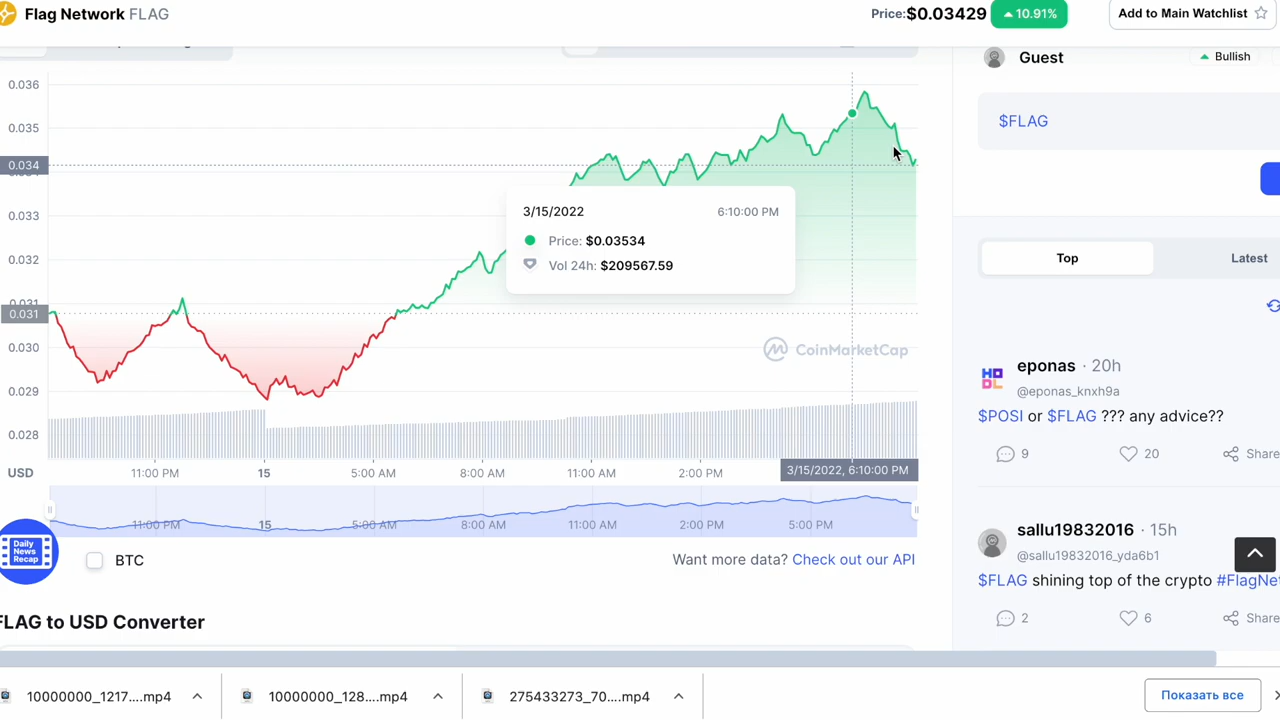 Flag Network FLAG
Price:$0.03429
10.91%
Add to Main Watchlist
0.036
0.035
0.034
0.034
0.033
0.032
0.031
0.031
0.030
0.029
0.028
3/15/2022 6:10:00 PM
Price: $0.03534
Vol 24h: $209567.59
CoinMarketCap
USD
11:00 PM
15
5:00 AM
8:00 AM
11:00 AM
2:00 PM
3/15/2022, 6:10:00 PM
11:00 PM
15
5:00 AM
8:00 AM
11:00 AM
2:00 PM
5:00 PM
Daily
News
Recap
BTC
Want more data? Check out our API
FLAG to USD Converter
Guest
Bullish
$FLAG
Top
Latest
eponas · 20h
@eponas_knxh9a
$POSI or $FLAG ??? any advice??
9
20
Share
sallu19832016 · 15h
@sallu19832016_yda6b1
$FLAG shining top of the crypto #FlagNet
2
6
Share
10000000_1217....mp4
10000000_128....mp4
275433273_70....mp4
Показать все